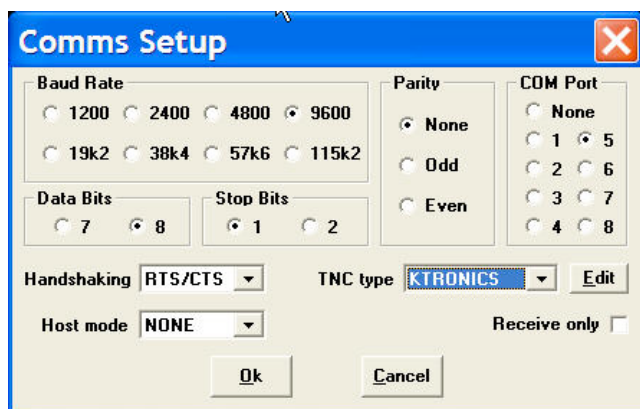 Comms Setup
Baud Rate
1200 2400 4800 9600
19k2 38k4 57k6 115k2
Parity
None
Odd
Even
COM Port
None
1 5
2 6
3 7
4 8
Data Bits
7 8
Stop Bits
1 2
Handshaking RTS/CTS
TNC type KTRONICS Edit
Host mode NONE
Receive only
Ok Cancel